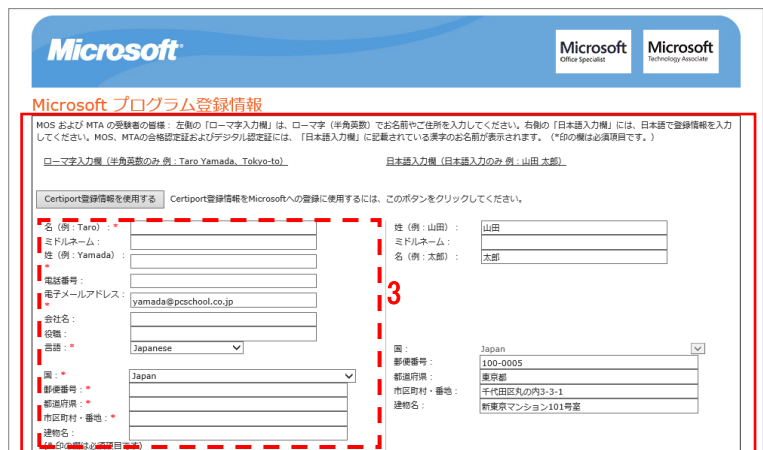 Microsoft
Microsoft
Office Specialist
Microsoft
Technology Associate
Microsoft プログラム登録情報
MOS および MTA の受験者の皆様： 左側の「ローマ字入力欄」は、ローマ字（半角英数）でお名前やご住所を入力してください。右側の「日本語入力欄」には、日本語で登録情報を入力
してください。MOS、MTAの合格認定証およびデジタル認定証には、「日本語入力欄」に記載されている漢字のお名前が表示されます。（*印の欄は必須項目です。）
ローマ字入力欄（半角英数のみ 例：Taro Yamada、Tokyo-to）
日本語入力欄（日本語入力のみ 例：山田 太郎）
Certiport登録情報を使用する
Certiport登録情報をMicrosoftへの登録に使用するには、このボタンをクリックしてください。
名（例：Taro）：*
ミドルネーム：
姓（例：Yamada）：
*
電話番号：
電子メールアドレス：
*
yamada@pcschool.co.jp
会社名：
役職：
言語：*
Japanese
国：*
Japan
郵便番号：*
都道府県：*
市区町村・番地：*
建物名：
(* 印の欄は必須項目です)
3
姓（例：山田）：
山田
ミドルネーム：
名（例：太郎）：
太郎
国：
Japan
郵便番号：
100-0005
都道府県：
東京都
市区町村・番地：
千代田区丸の内3-3-1
建物名：
新東京マンション101号室